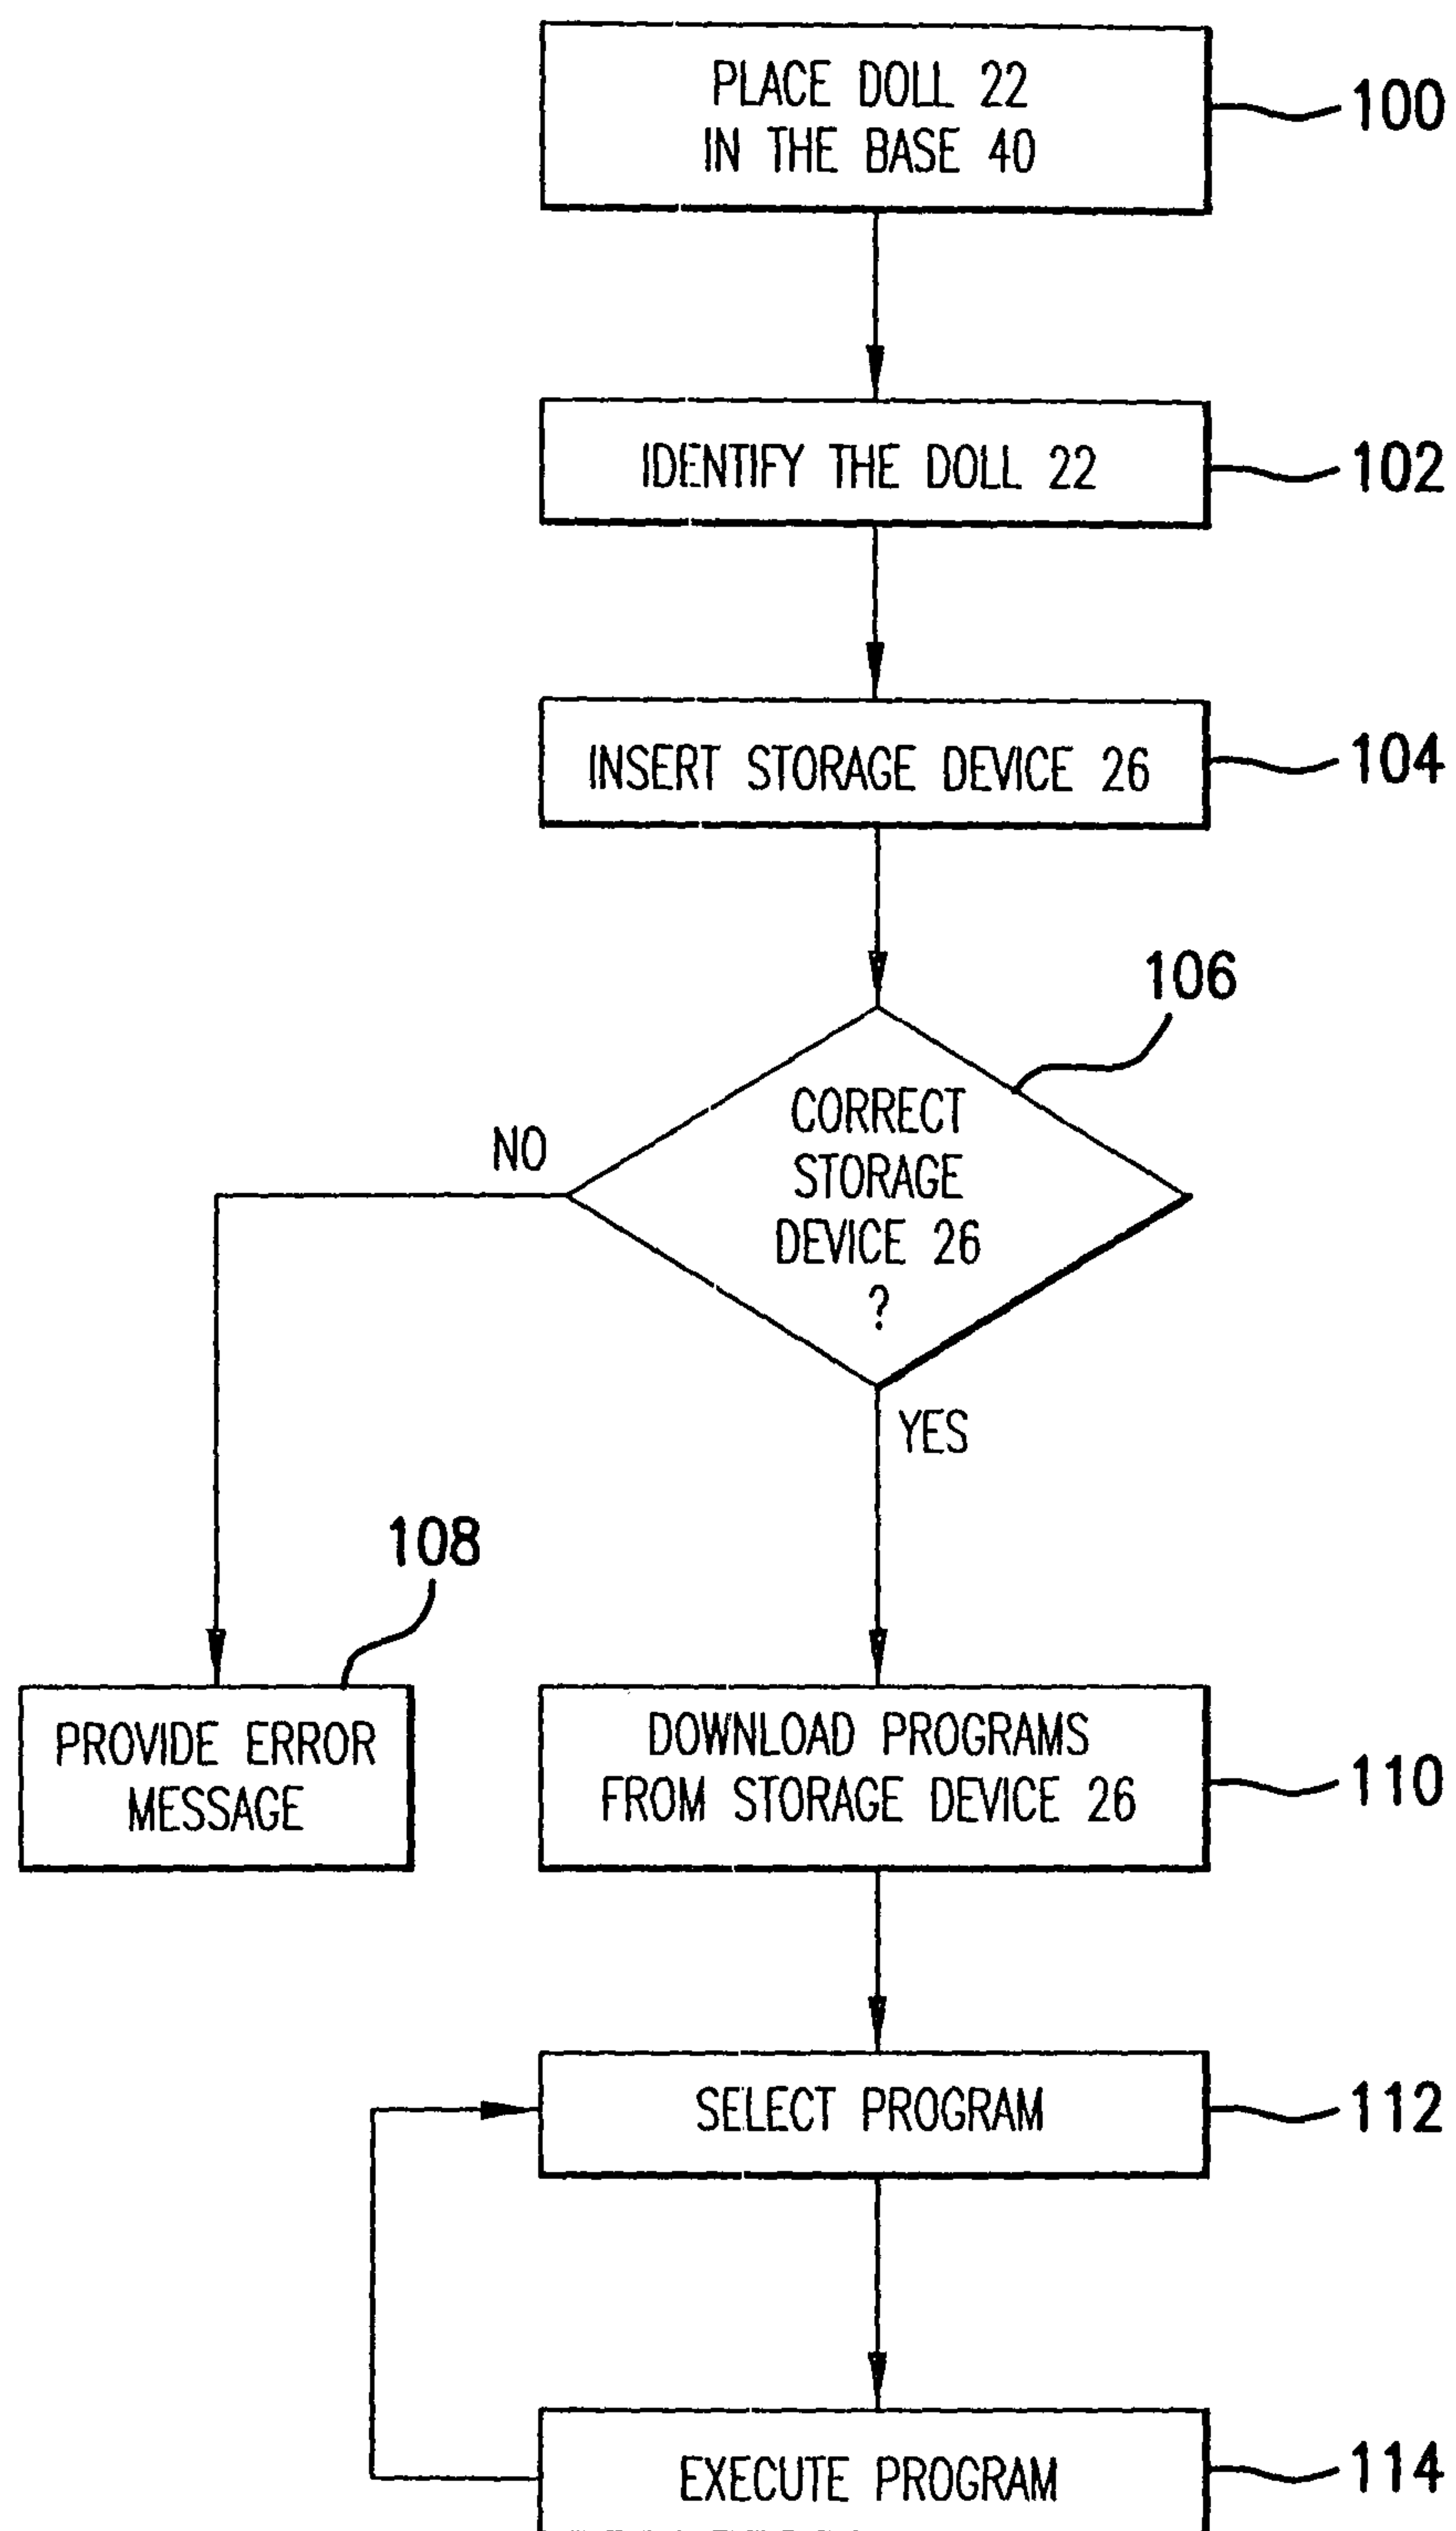 PLACE DOLL 22
IN THE BASE 40
100
IDENTIFY THE DOLL 22
102
INSERT STORAGE DEVICE 26
104
106
CORRECT
STORAGE
DEVICE 26
?
NO
YES
108
PROVIDE ERROR
MESSAGE
DOWNLOAD PROGRAMS
FROM STORAGE DEVICE 26
110
SELECT PROGRAM
112
EXECUTE PROGRAM
114